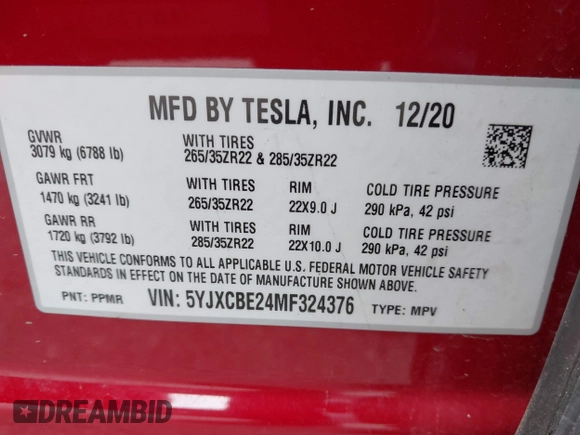 MFD BY TESLA, INC. 12/20
GVWR
3079 kg (6788 lb)
WITH TIRES
265/35ZR22 & 285/35ZR22
GAWR FRT
1470 kg (3241 lb)
WITH TIRES
265/35ZR22
RIM
22X9.0 J
COLD TIRE PRESSURE
290 kPa, 42 psi
GAWR RR
1720 kg (3792 lb)
WITH TIRES
285/35ZR22
RIM
22X10.0 J
COLD TIRE PRESSURE
290 kPa, 42 psi
THIS VEHICLE CONFORMS TO ALL APPLICABLE U.S. FEDERAL MOTOR VEHICLE SAFETY
STANDARDS IN EFFECT ON THE DATE OF MANUFACTURE SHOWN ABOVE.
PNT: PPMR VIN: 5YJXCBE24MF324376 TYPE: MPV
DREAMBID